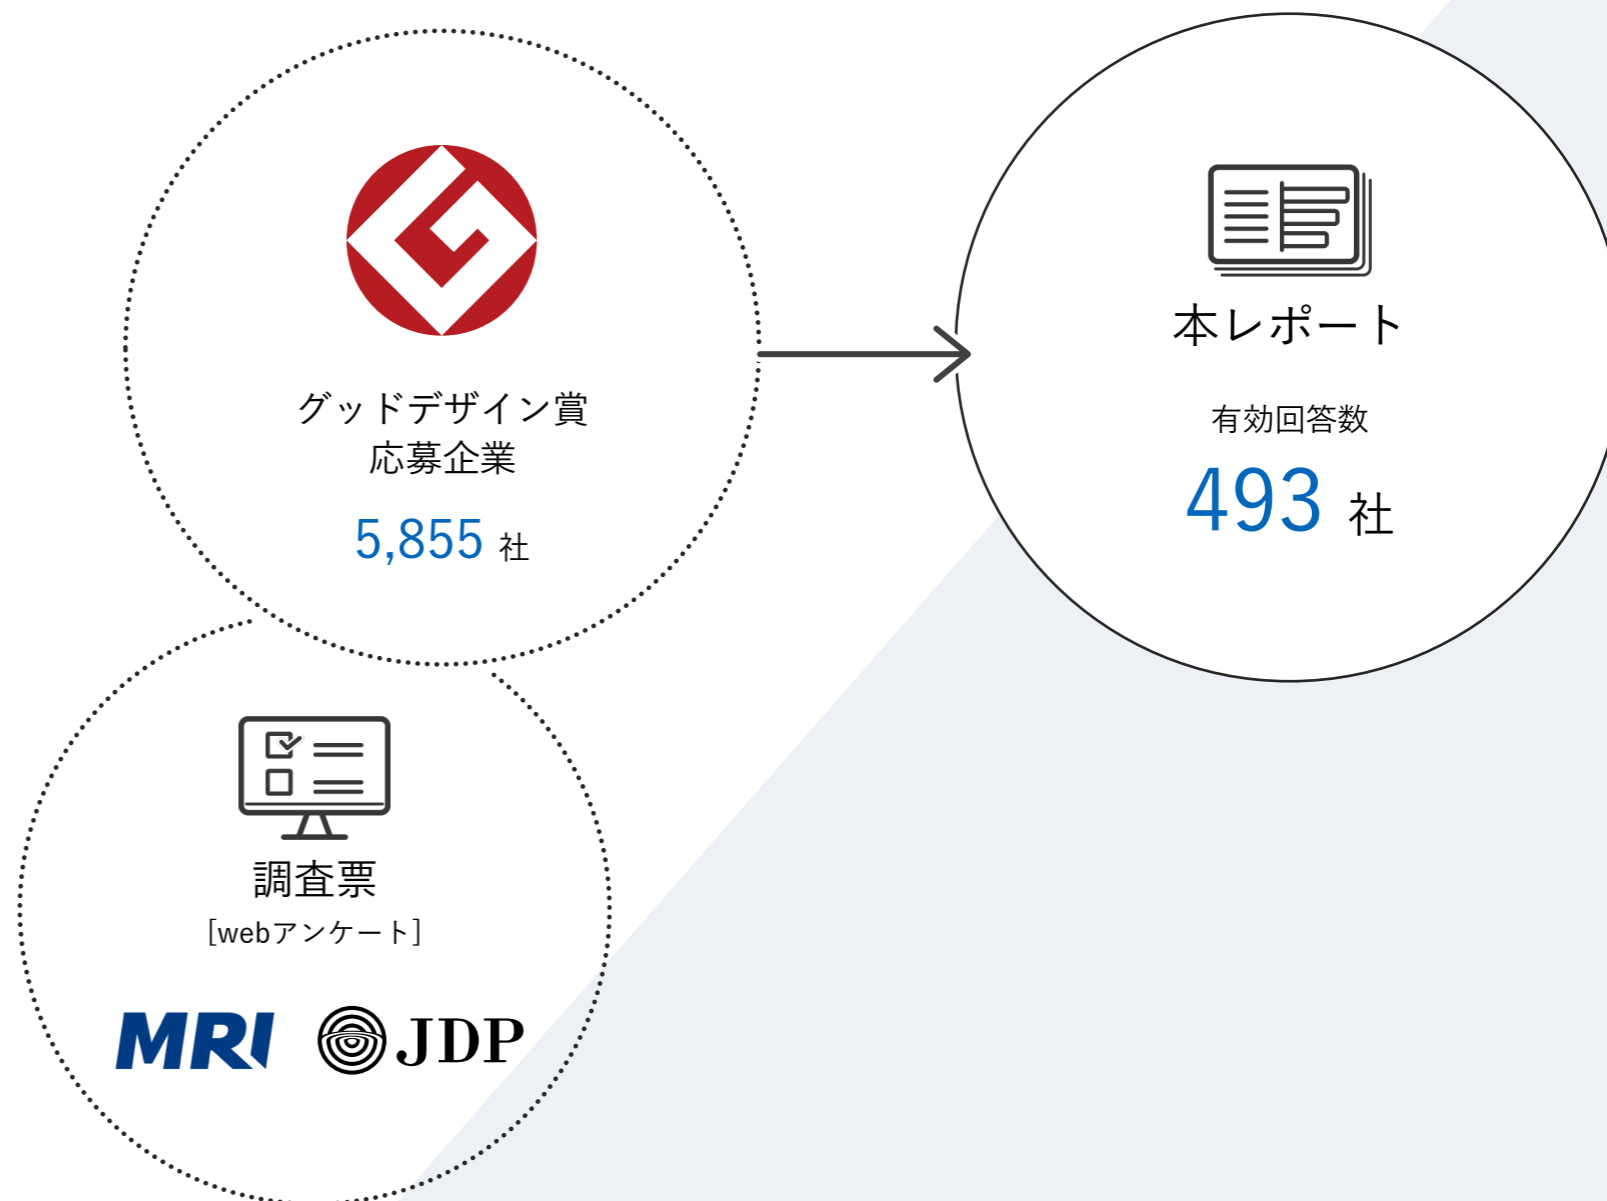 グッドデザイン賞
応募企業
5,855 社
本レポート
有効回答数
493 社
調査票
[webアンケート]
MRI JDP